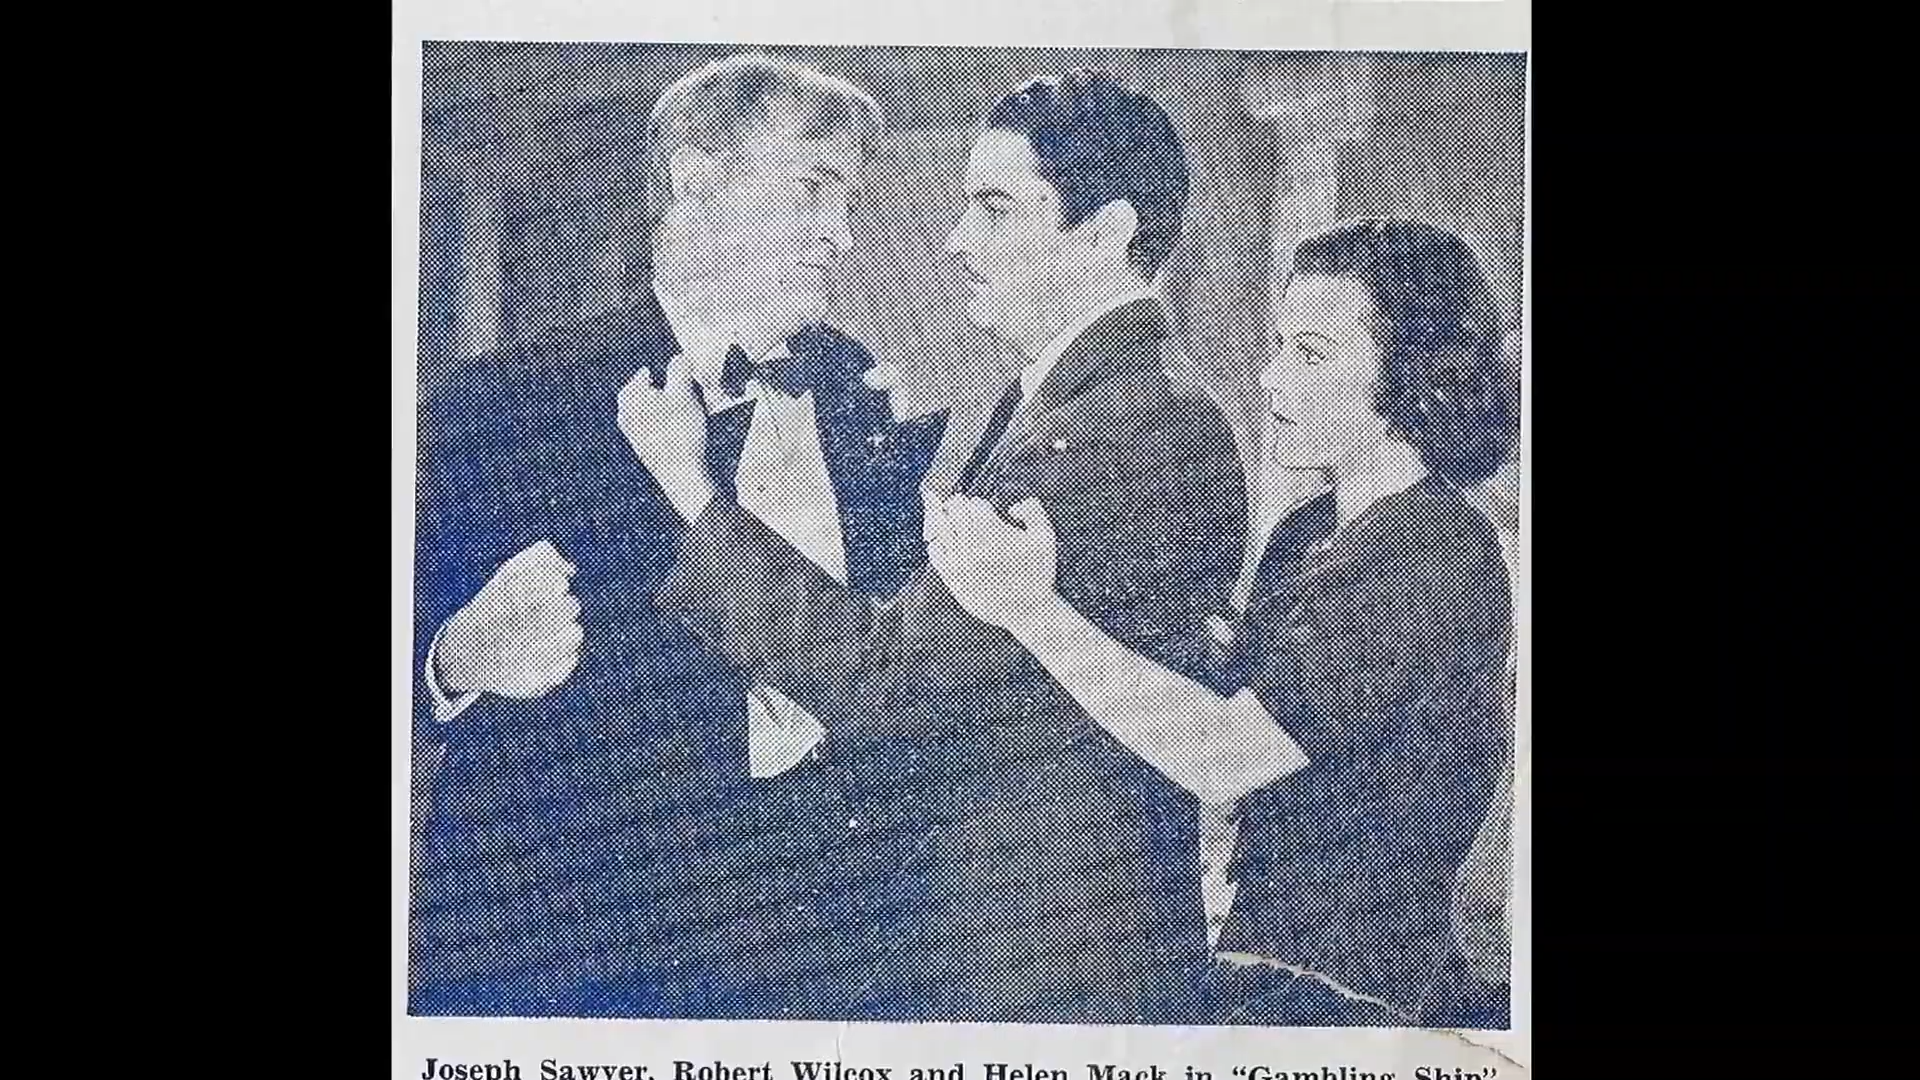 Joseph Sawyer, Robert Wilcox and Helen Mack in “Gambling Ship”